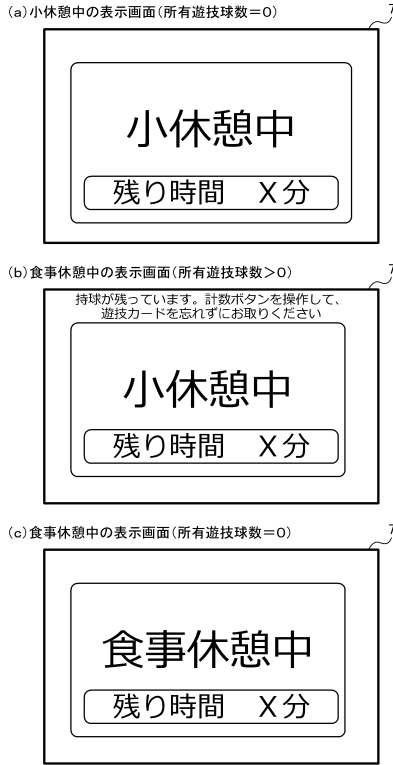 (a)小休憩中の表示画面(所有遊技球数=0)
小休憩中
残り時間　X分
(b)食事休憩中の表示画面(所有遊技球数>0)
持球が残っています。計数ボタンを操作して、
遊技カードを忘れずにお取りください
小休憩中
残り時間　X分
(c)食事休憩中の表示画面(所有遊技球数=0)
食事休憩中
残り時間　X分